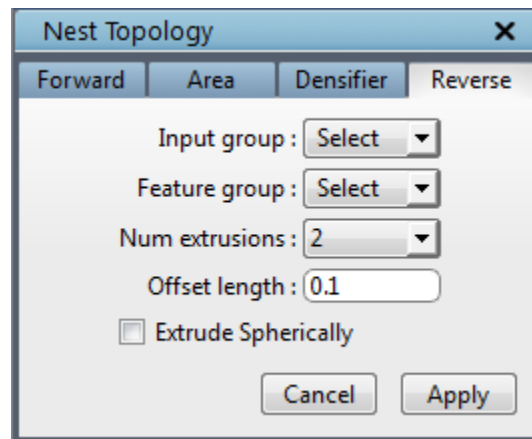 Nest Topology
Forward Area Densifier Reverse
Input group : Select
Feature group : Select
Num extrusions : 2
Offset length : 0.1
Extrude Spherically
Cancel Apply